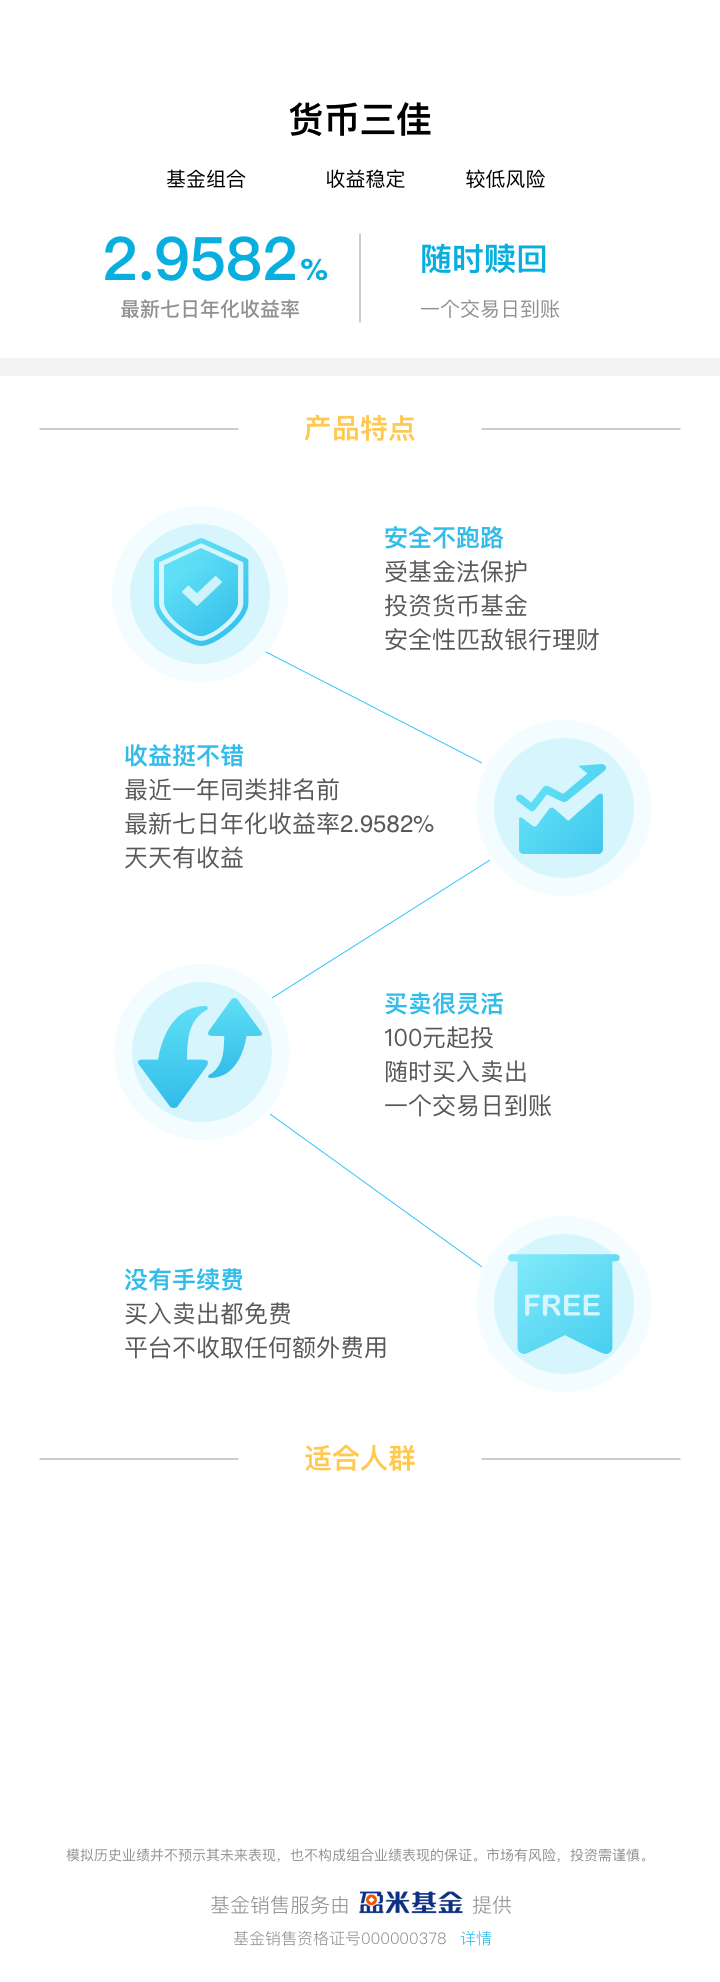 货币三佳
基金组合 收益稳定 较低风险
2.9582%
最新七日年化收益率
随时赎回
一个交易日到账
产品特点
安全不跑路
受基金法保护
投资货币基金
安全性匹敌银行理财
收益挺不错
最近一年同类排名前
最新七日年化收益率2.9582%
天天有收益
买卖很灵活
100元起投
随时买入卖出
一个交易日到账
没有手续费
买入卖出都免费
平台不收取任何额外费用
FREE
适合人群
模拟历史业绩并不预示其未来表现，也不构成组合业绩表现的保证。市场有风险，投资需谨慎。
基金销售服务由 盈米基金 提供
基金销售资格证号000000378 详情